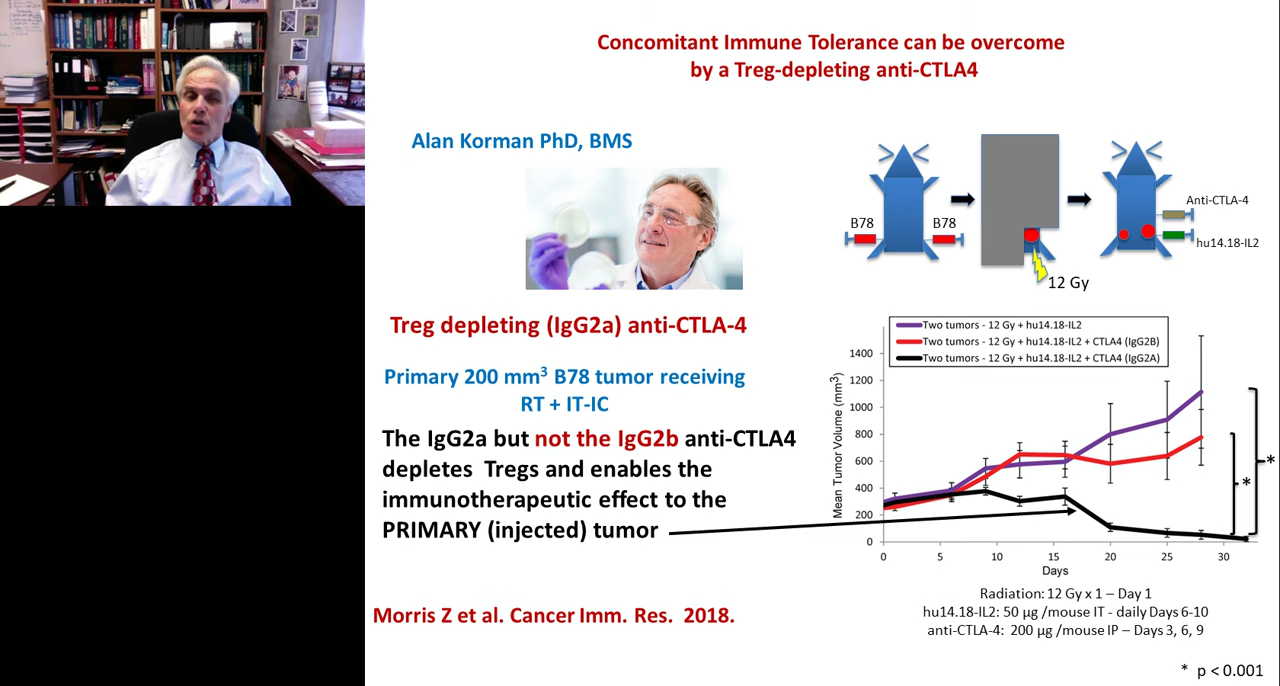 Concomitant Immune Tolerance can be overcome
by a Treg-depleting anti-CTLA4
Alan Korman PhD, BMS
B78
B78
12 Gy
Anti-CTLA-4
hu14.18-IL2
Treg depleting (IgG2a) anti-CTLA-4
Primary 200 mm³ B78 tumor receiving
RT + IT-IC
The IgG2a but not the IgG2b anti-CTLA4
depletes Tregs and enables the
immunotherapeutic effect to the
PRIMARY (injected) tumor
Morris Z et al. Cancer Imm. Res. 2018.
Two tumors - 12 Gy + hu14.18-IL2
Two tumors - 12 Gy + hu14.18-IL2 + CTLA4 (IgG2B)
Two tumors - 12 Gy + hu14.18-IL2 + CTLA4 (IgG2A)
Mean Tumor Volume (mm³)
1400
1200
1000
800
600
400
200
0
0 5 10 15 20 25 30
Days
*
*
Radiation: 12 Gy x 1 – Day 1
hu14.18-IL2: 50 µg /mouse IT - daily Days 6-10
anti-CTLA-4: 200 µg /mouse IP – Days 3, 6, 9
* p < 0.001